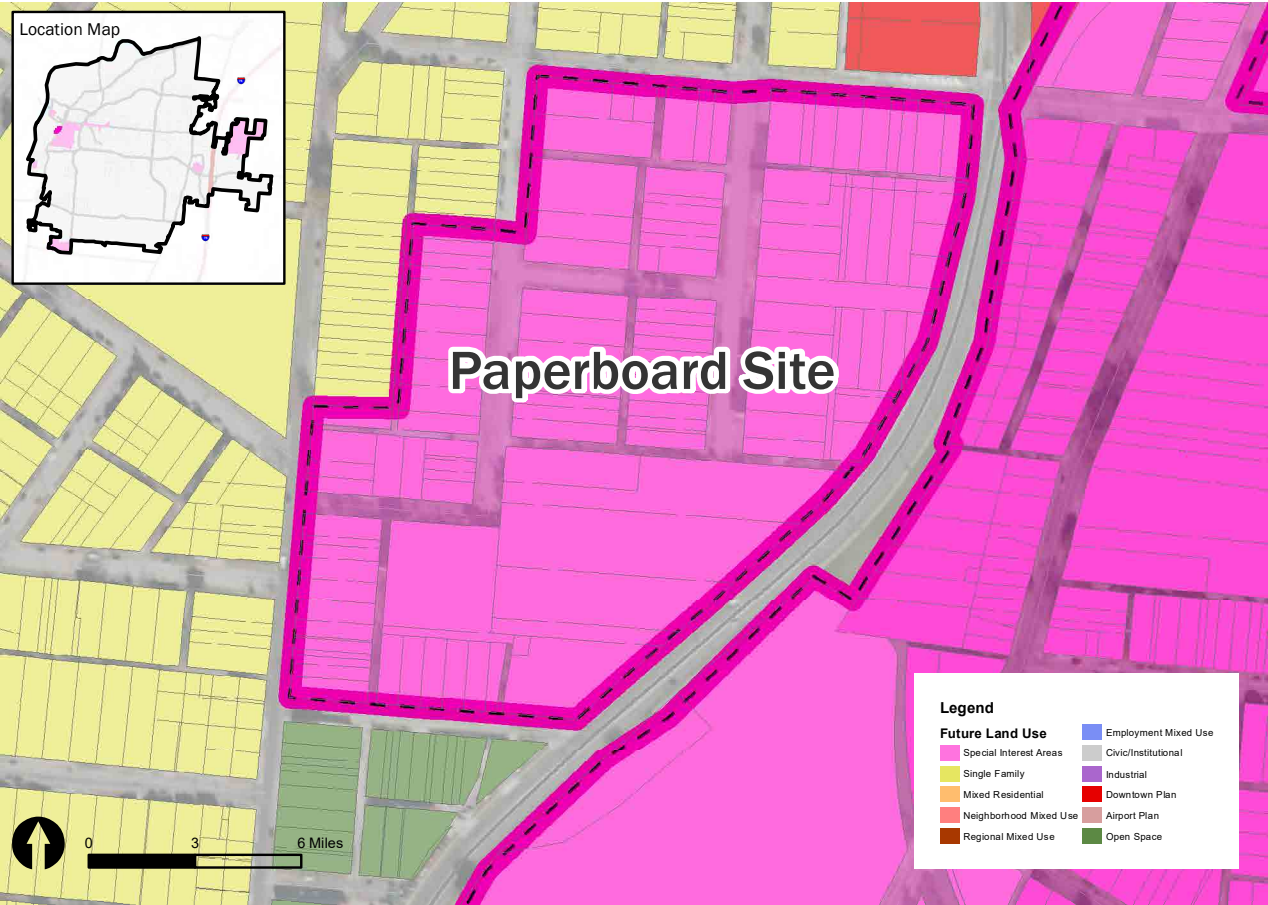 Location Map
Paperboard Site
Legend
Future Land Use
Special Interest Areas
Single Family
Mixed Residential
Neighborhood Mixed Use
Regional Mixed Use
Employment Mixed Use
Civic/Institutional
Industrial
Downtown Plan
Airport Plan
Open Space
0 3 6 Miles